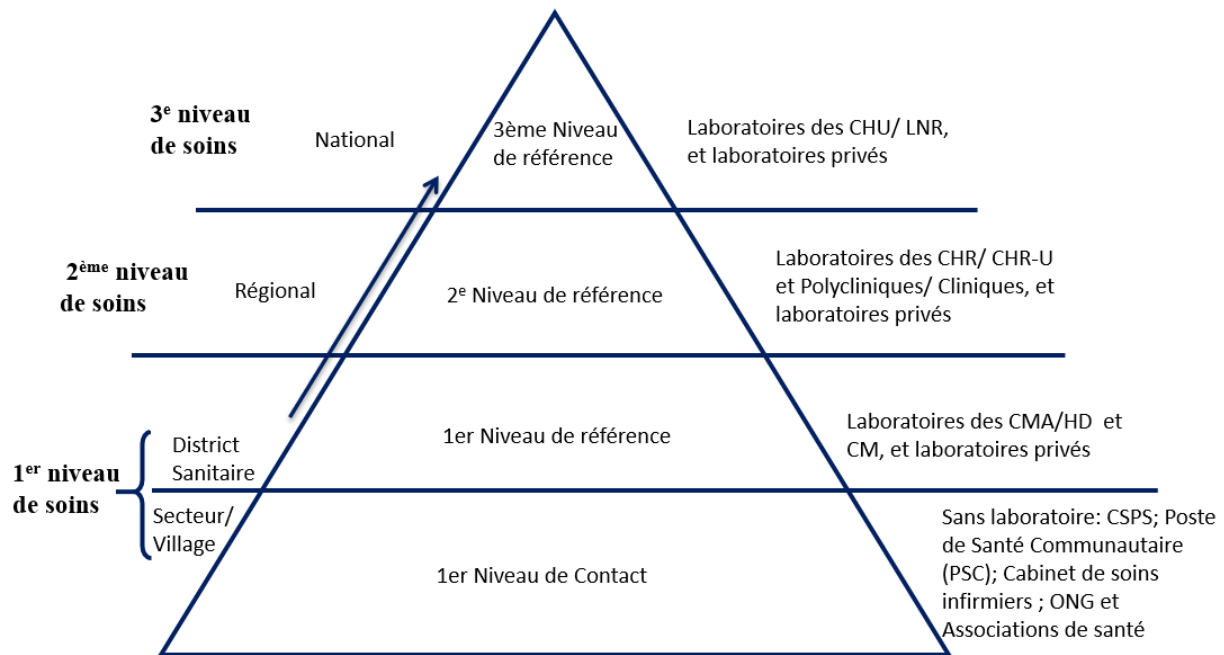 3e niveau
de soins
National
3ème Niveau
de référence
Laboratoires des CHU/ LNR,
et laboratoires privés
2ème niveau
de soins
Régional
2e Niveau de référence
Laboratoires des CHR/ CHR-U
et Polycliniques/ Cliniques, et
laboratoires privés
1er niveau
de soins
District
Sanitaire
1er Niveau de référence
Laboratoires des CMA/HD et
CM, et laboratoires privés
Secteur/
Village
1er Niveau de Contact
Sans laboratoire: CSPS; Poste
de Santé Communautaire
(PSC); Cabinet de soins
infirmiers ; ONG et
Associations de santé